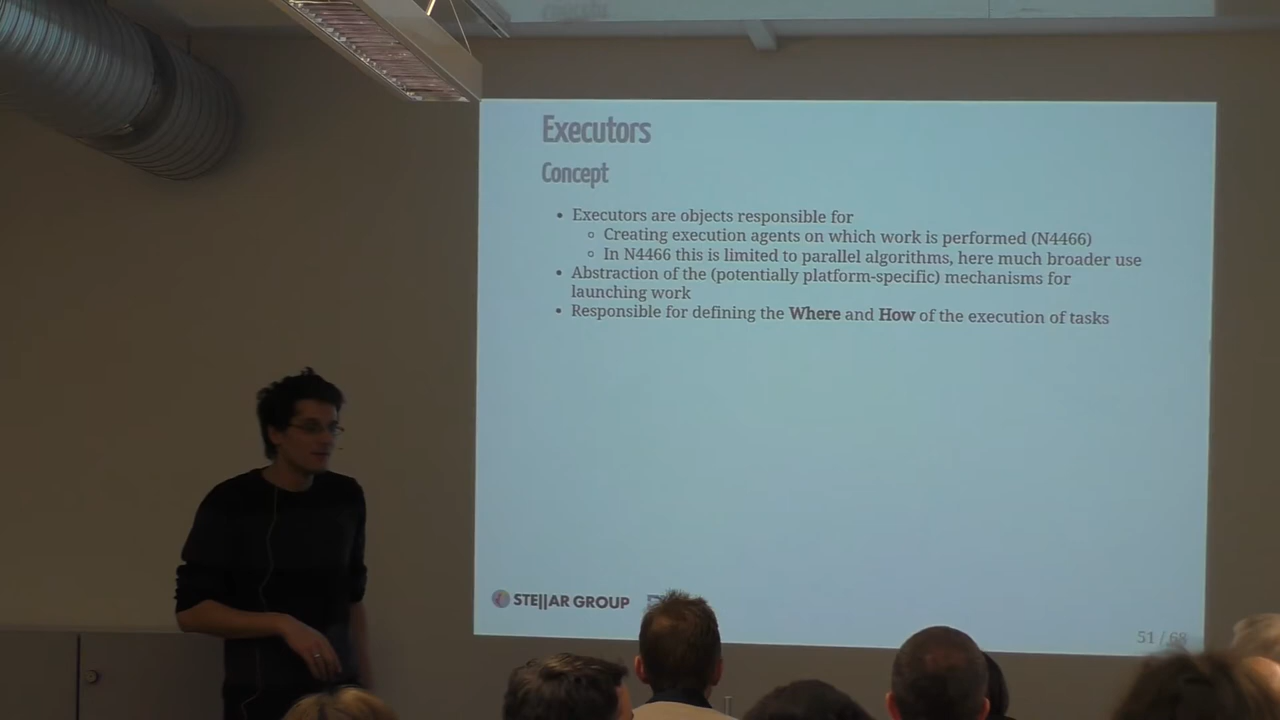 Executors
Concept
• Executors are objects responsible for
○ Creating execution agents on which work is performed (N4466)
○ In N4466 this is limited to parallel algorithms, here much broader use
• Abstraction of the (potentially platform-specific) mechanisms for
launching work
• Responsible for defining the Where and How of the execution of tasks
STE||AR GROUP
51 / 68